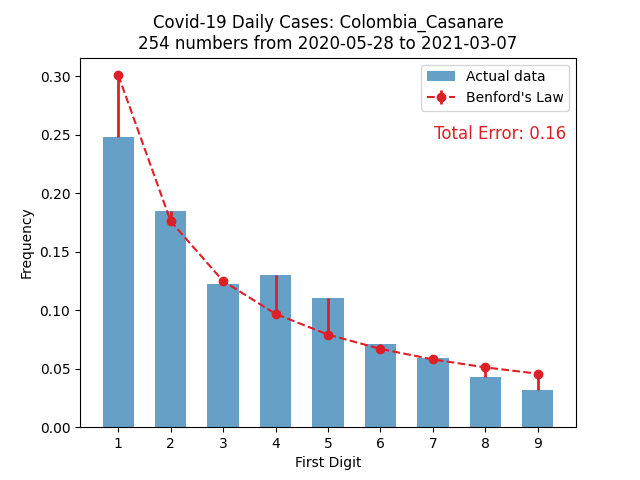 Covid-19 Daily Cases: Colombia_Casanare
254 numbers from 2020-05-28 to 2021-03-07
Actual data
Benford's Law
Total Error: 0.16
Frequency
0.30
0.25
0.20
0.15
0.10
0.05
0.00
1 2 3 4 5 6 7 8 9
First Digit